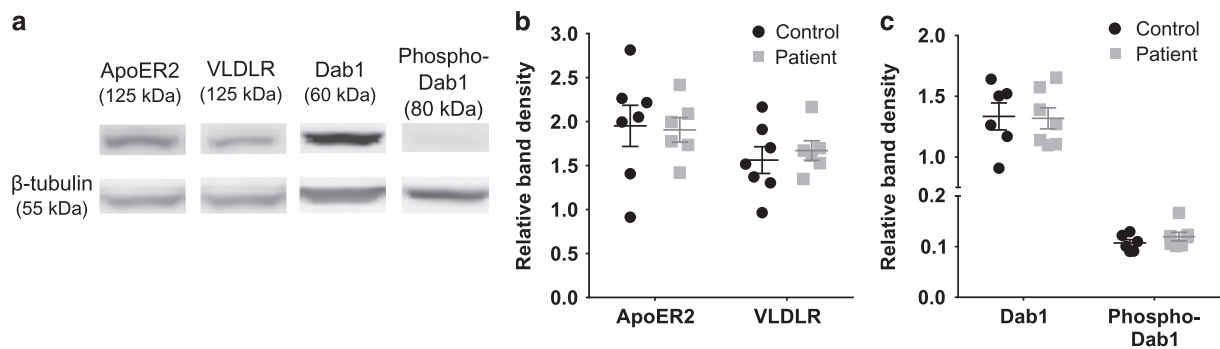 a
ApoER2
(125 kDa)
VLDLR
(125 kDa)
Dab1
(60 kDa)
Phospho-
Dab1
(80 kDa)
β-tubulin
(55 kDa)
b
Relative band density
3.0
2.5
2.0
1.5
1.0
0.5
0.0
Control
Patient
ApoER2
VLDLR
c
Relative band density
2.0
1.5
1.0
0.2
0.1
0.0
Control
Patient
Dab1
Phospho-
Dab1